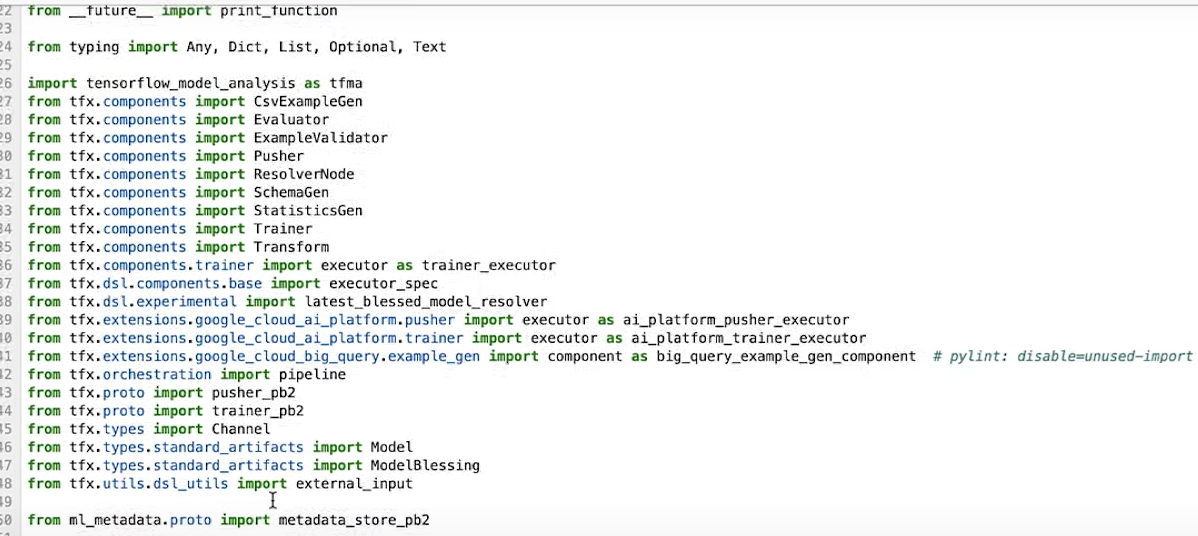 22 from __future__ import print_function
23
24 from typing import Any, Dict, List, Optional, Text
25
26 import tensorflow_model_analysis as tfma
27 from tfx.components import CsvExampleGen
28 from tfx.components import Evaluator
29 from tfx.components import ExampleValidator
30 from tfx.components import Pusher
31 from tfx.components import ResolverNode
32 from tfx.components import SchemaGen
33 from tfx.components import StatisticsGen
34 from tfx.components import Trainer
35 from tfx.components import Transform
36 from tfx.components.trainer import executor as trainer_executor
37 from tfx.dsl.components.base import executor_spec
38 from tfx.dsl.experimental import latest_blessed_model_resolver
39 from tfx.extensions.google_cloud_ai_platform.pusher import executor as ai_platform_pusher_executor
40 from tfx.extensions.google_cloud_ai_platform.trainer import executor as ai_platform_trainer_executor
41 from tfx.extensions.google_cloud_big_query.example_gen import component as big_query_example_gen_component  # pylint: disable=unused-import
42 from tfx.orchestration import pipeline
43 from tfx.proto import pusher_pb2
44 from tfx.proto import trainer_pb2
45 from tfx.types import Channel
46 from tfx.types.standard_artifacts import Model
47 from tfx.types.standard_artifacts import ModelBlessing
48 from tfx.utils.dsl_utils import external_input
49
50 from ml_metadata.proto import metadata_store_pb2